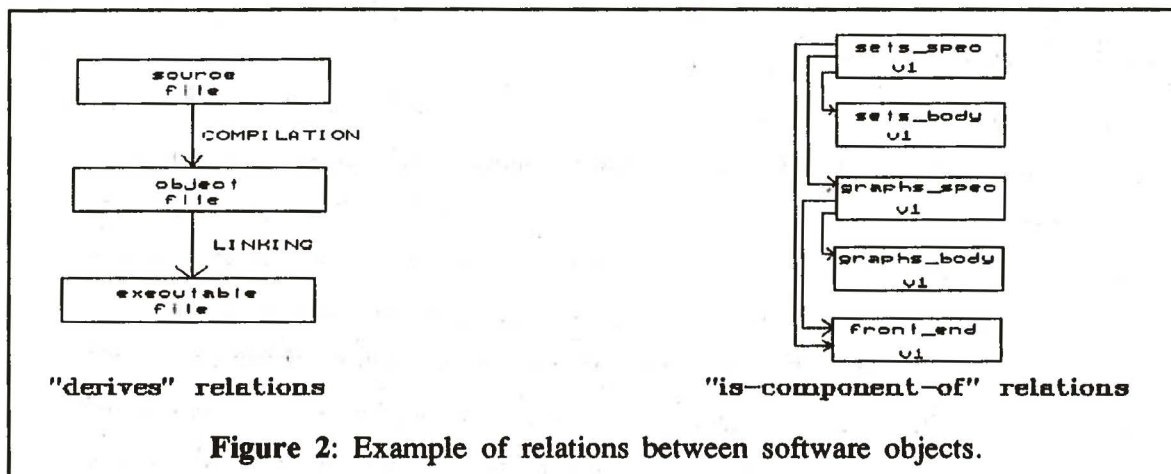 source
file
COMPILATION
object
file
LINKING
executable
file
"derives" relations
sets_spec
v1
sets_body
v1
graphs_spec
v1
graphs_body
v1
front_end
v1
"is-component-of" relations
Figure 2: Example of relations between software objects.